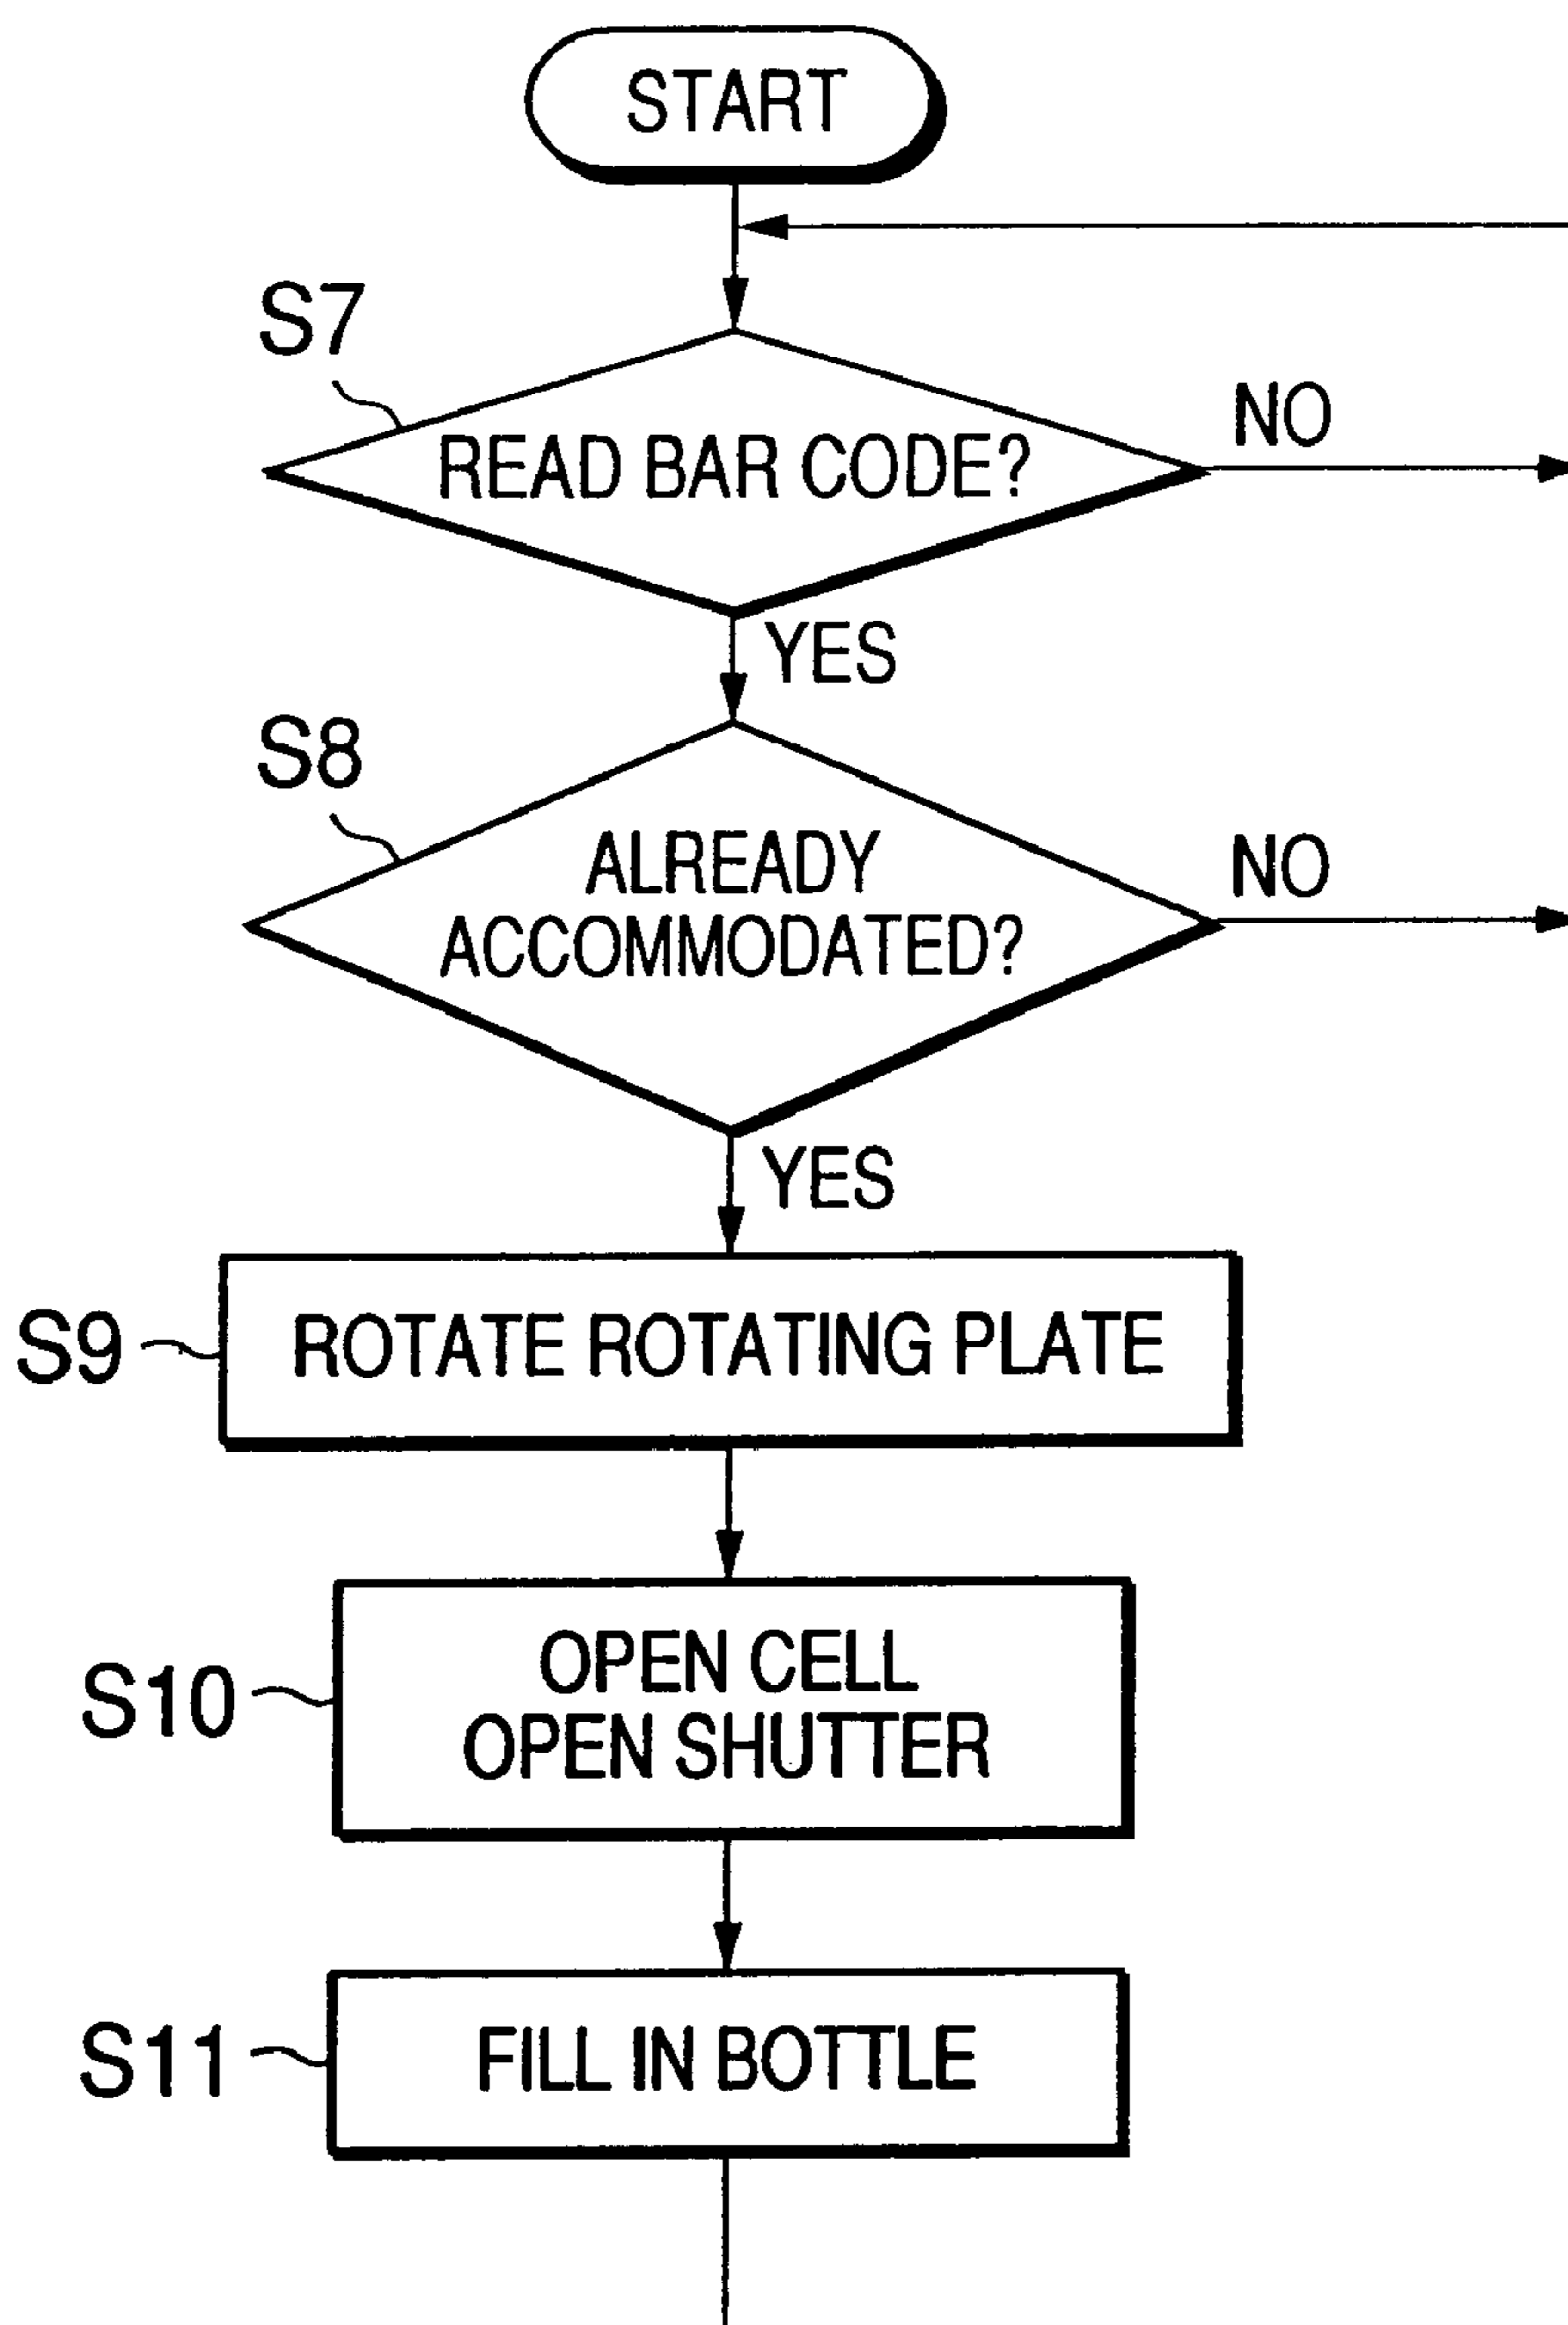 START
S7
READ BAR CODE?
NO
YES
S8
ALREADY
ACCOMMODATED?
NO
YES
S9
ROTATE ROTATING PLATE
S10
OPEN CELL
OPEN SHUTTER
S11
FILL IN BOTTLE